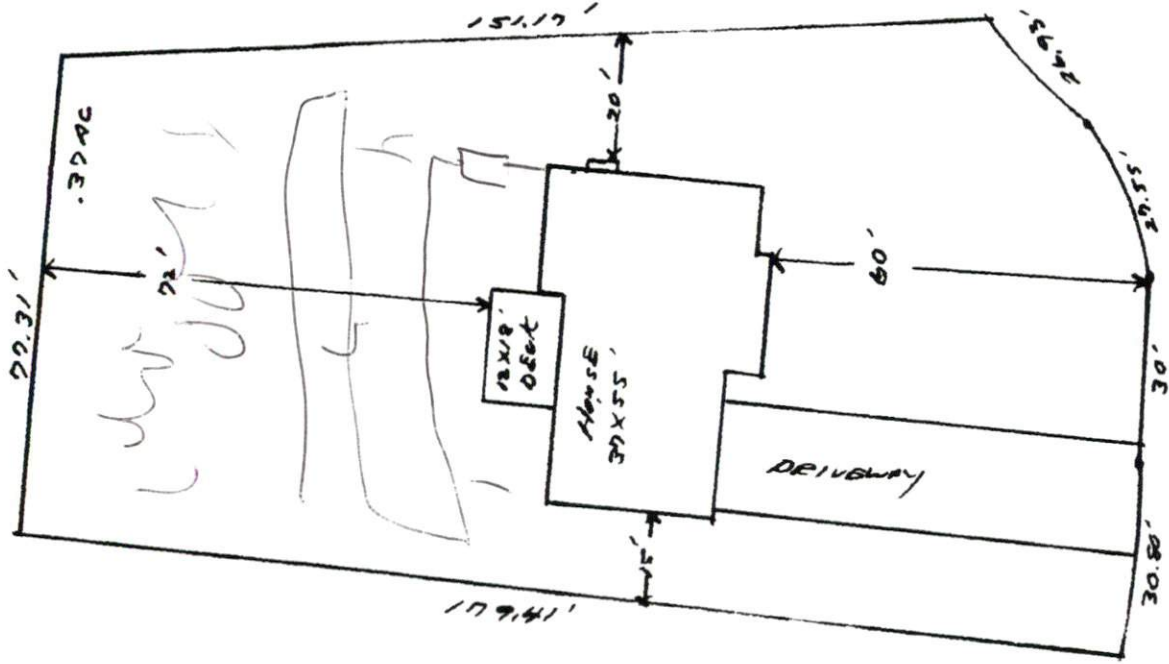 151.17'
26.93'
.37 AC
20'
27.55'
77.31'
72'
60'
12X18'
DECK
HOUSE
37X55'
30'
DRIVEWAY
15'
30.80'
179.41'